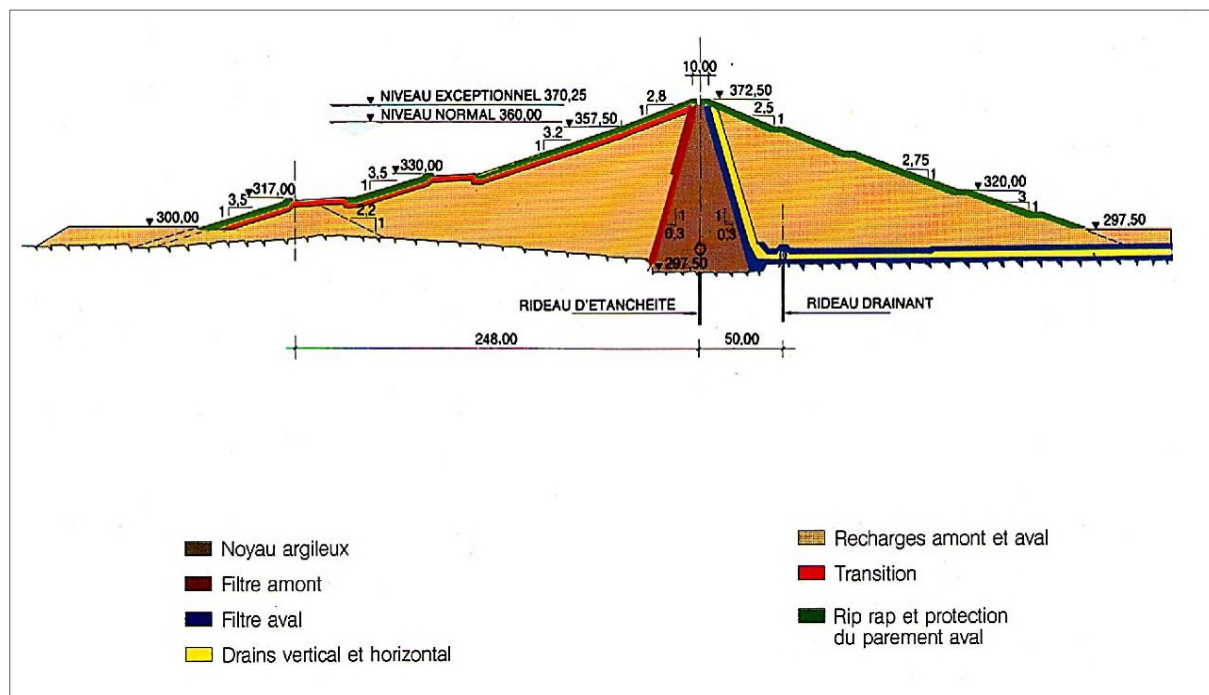 10,00
NIVEAU EXCEPTIONNEL 370,25
372,50
2,8
1
2,5
1
NIVEAU NORMAL 360,00
357,50
3,2
1
330,00
3,5
1
2,75
1
317,00
3,5
1
320,00
3
1
2,2
1
300,00
1
0,3
1
0,3
297,50
297,50
RIDEAU D'ETANCHEITE
RIDEAU DRAINANT
248,00
50,00
Noyau argileux
Filtre amont
Filtre aval
Drains vertical et horizontal
Recharges amont et aval
Transition
Rip rap et protection
du parement aval